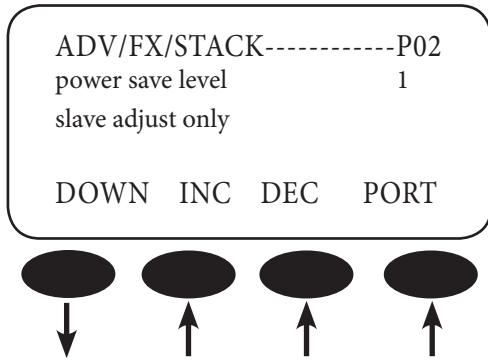 ADV/FX/STACK------------P02
power save level 1
slave adjust only
DOWN INC DEC PORT